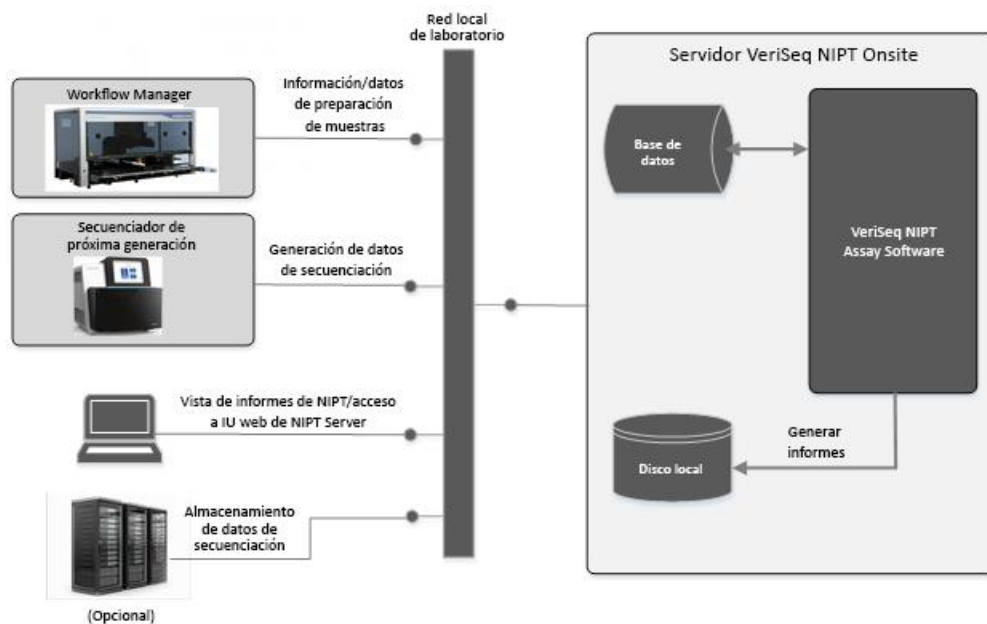 Red local
de laboratorio
Workflow Manager
Información/datos
de preparación
de muestras
Secuenciador de
próxima generación
Generación de datos
de secuenciación
Vista de informes de NIPT/acceso
a IU web de NIPT Server
Almacenamiento
de datos de
secuenciación
(Opcional)
Servidor VeriSeq NIPT Onsite
Base de
datos
VeriSeq NIPT
Assay Software
Generar
informes
Disco local